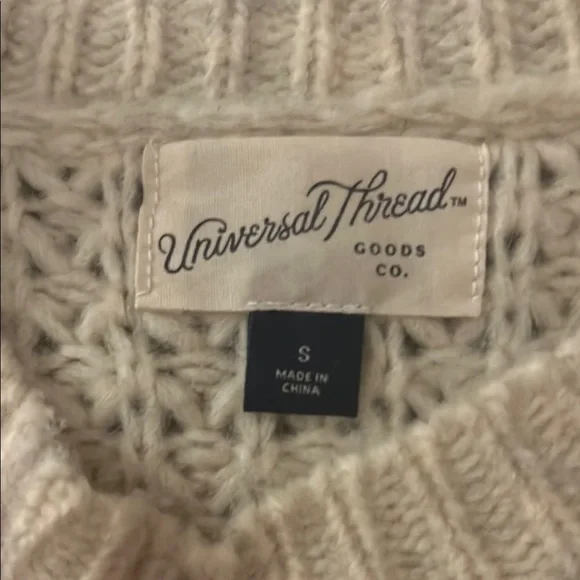 Universal Thread™
GOODS
CO.
S
MADE IN
CHINA